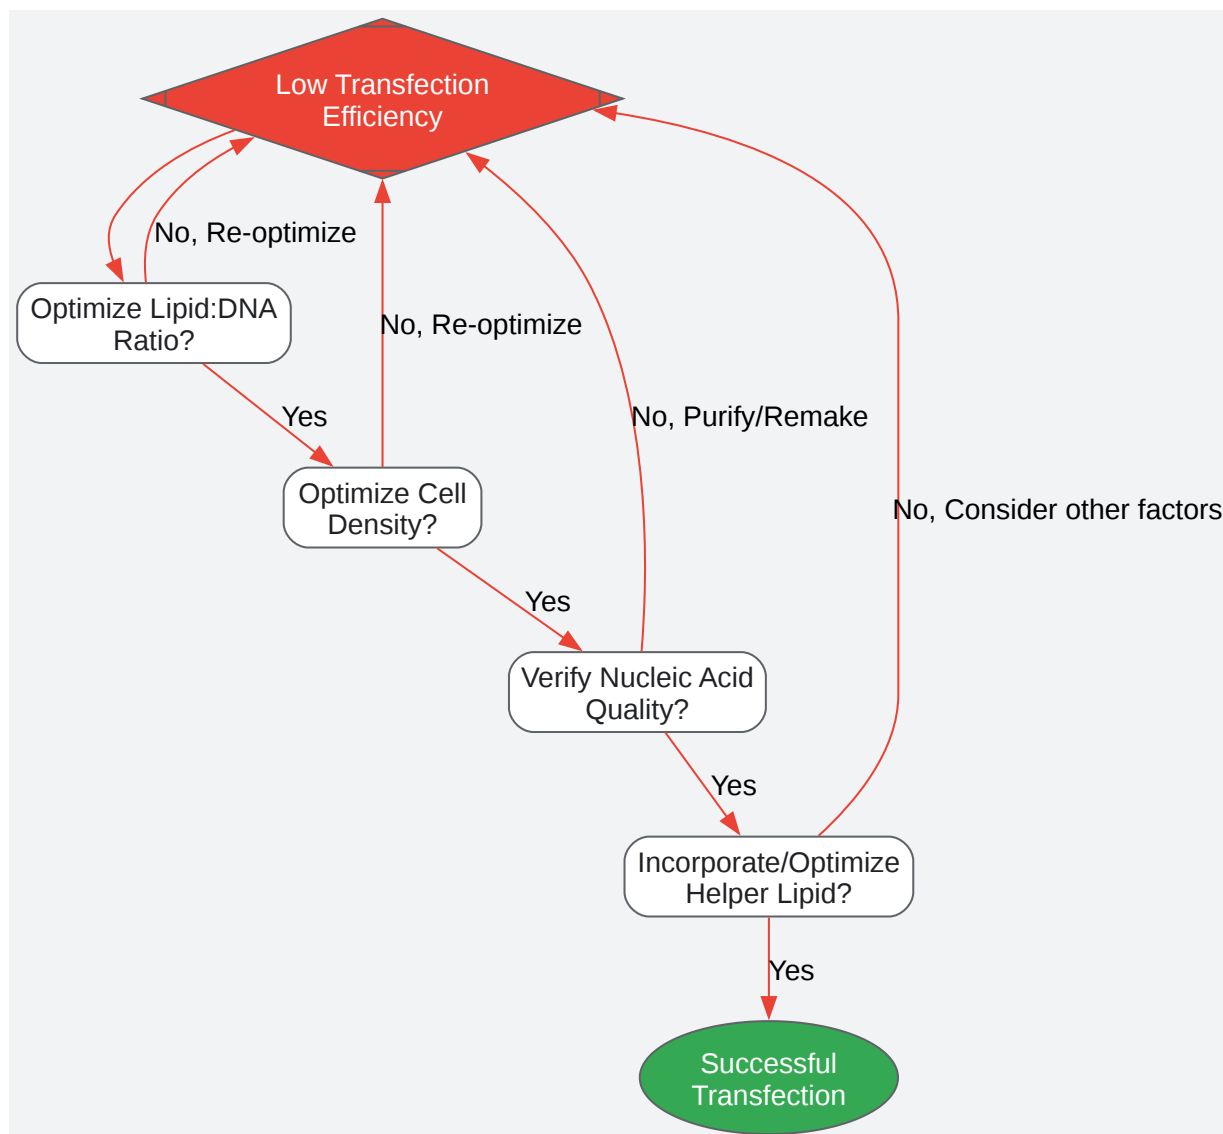 Low Transfection
Efficiency
No, Re-optimize
Optimize Lipid:DNA
Ratio?
No, Re-optimize
Yes
No, Purify/Remake
Optimize Cell
Density?
No, Consider other factors
Yes
Verify Nucleic Acid
Quality?
Yes
Incorporate/Optimize
Helper Lipid?
Yes
Successful
Transfection